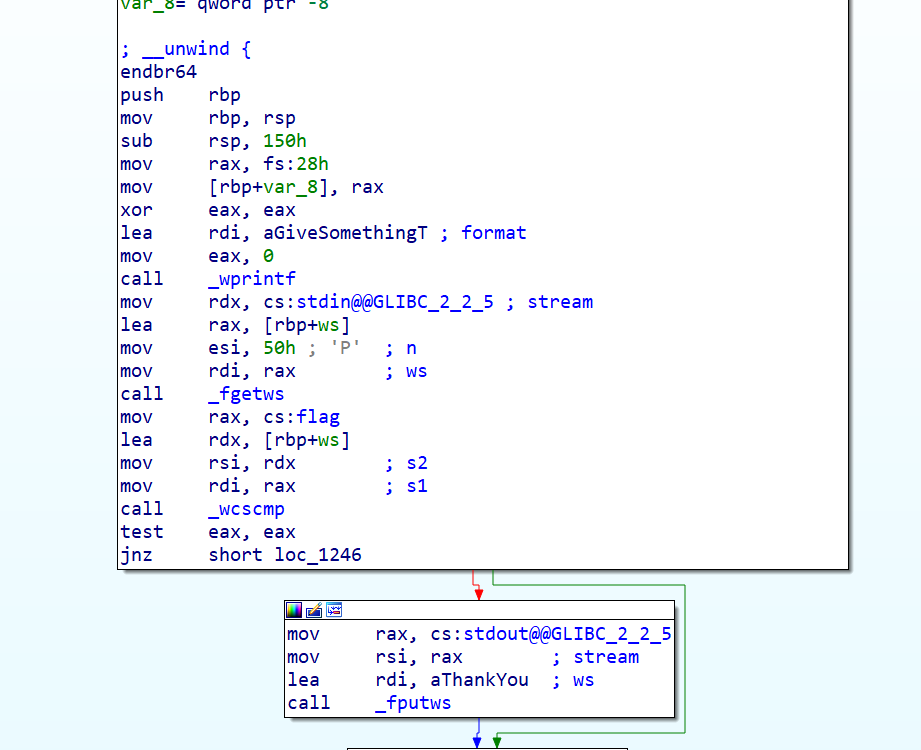 var_8= qword ptr -8
; __unwind {
endbr64
push    rbp
mov     rbp, rsp
sub     rsp, 150h
mov     rax, fs:28h
mov     [rbp+var_8], rax
xor     eax, eax
lea     rdi, aGiveSomethingT ; format
mov     eax, 0
call    _wprintf
mov     rdx, cs:stdin@@GLIBC_2_2_5 ; stream
lea     rax, [rbp+ws]
mov     esi, 50h ; 'P'  ; n
mov     rdi, rax        ; ws
call    _fgetws
mov     rax, cs:flag
lea     rdx, [rbp+ws]
mov     rsi, rdx        ; s2
mov     rdi, rax        ; s1
call    _wcscmp
test    eax, eax
jnz     short loc_1246
mov     rax, cs:stdout@@GLIBC_2_2_5
mov     rsi, rax        ; stream
lea     rdi, aThankYou  ; ws
call    _fputws